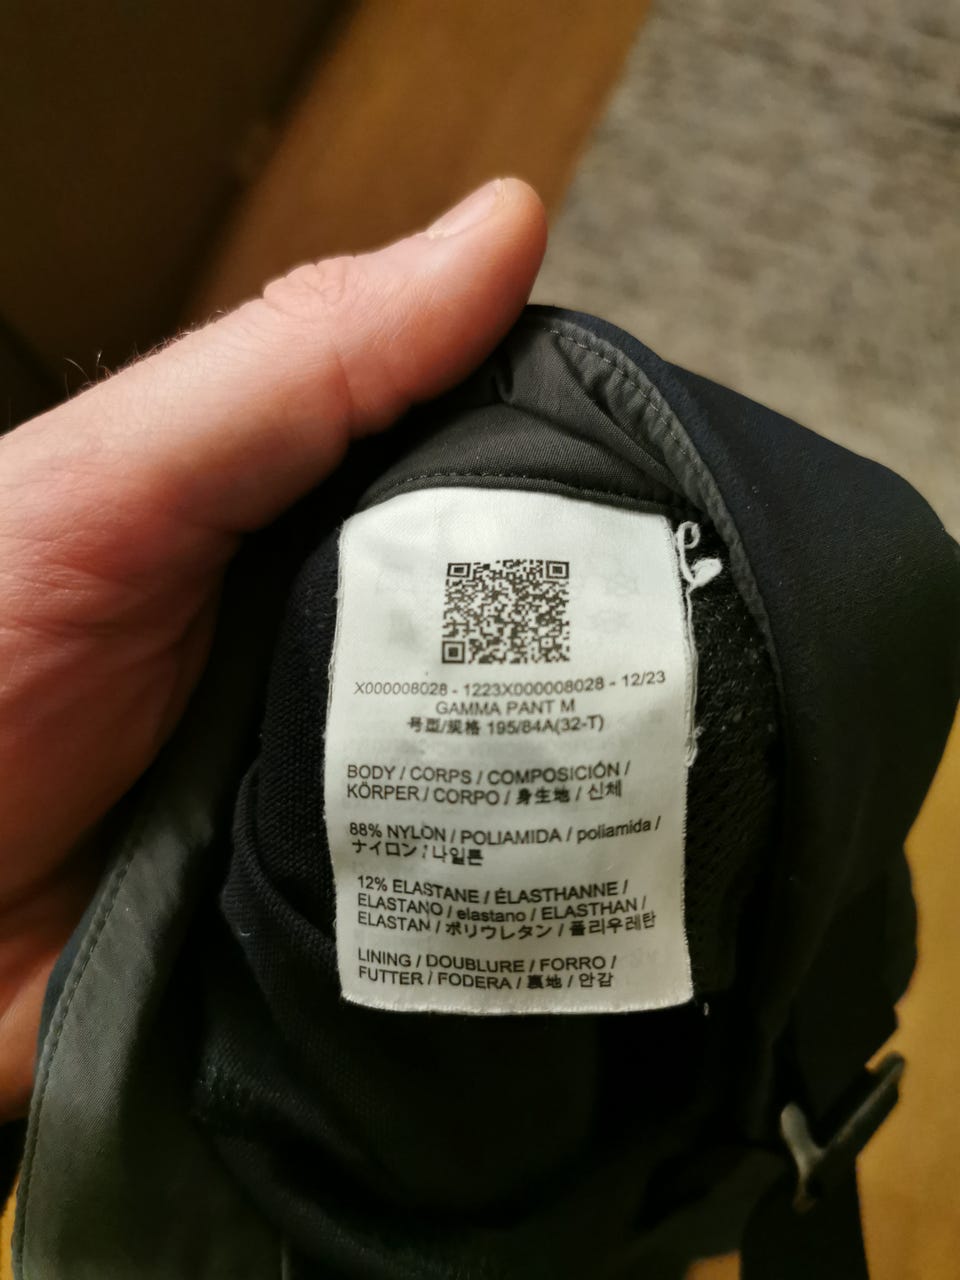 X000008028 - 1223X000008028 - 12/23
GAMMA PANT M
号型/规格 195/84A(32-T)
BODY / CORPS / COMPOSICIÓN /
KÖRPER / CORPO / 身生地 / 신체
88% NYLON / POLIAMIDA / poliamida /
ナイロン / 나일론
12% ELASTANE / ÉLASTHANNE /
ELASTANO / elastano / ELASTHAN /
ELASTAN / ポリウレタン / 폴리우레탄
LINING / DOUBLURE / FORRO /
FUTTER / FODERA / 裏地 / 안감